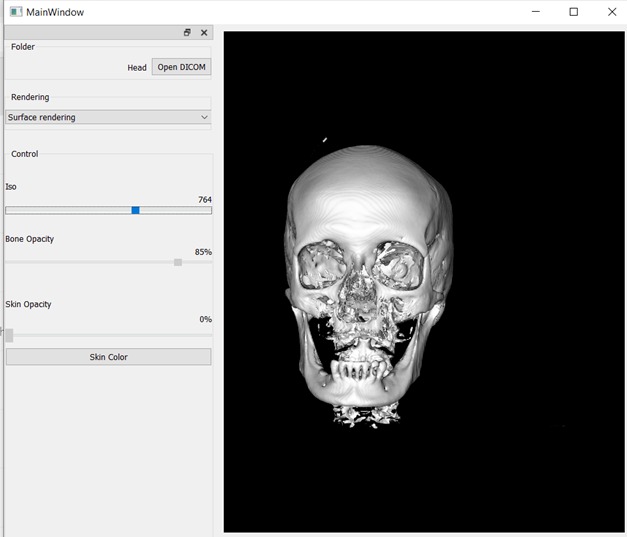 MainWindow
Folder
Head Open DICOM
Rendering
Surface rendering
Control
Iso
764
Bone Opacity
85%
Skin Opacity
0%
Skin Color